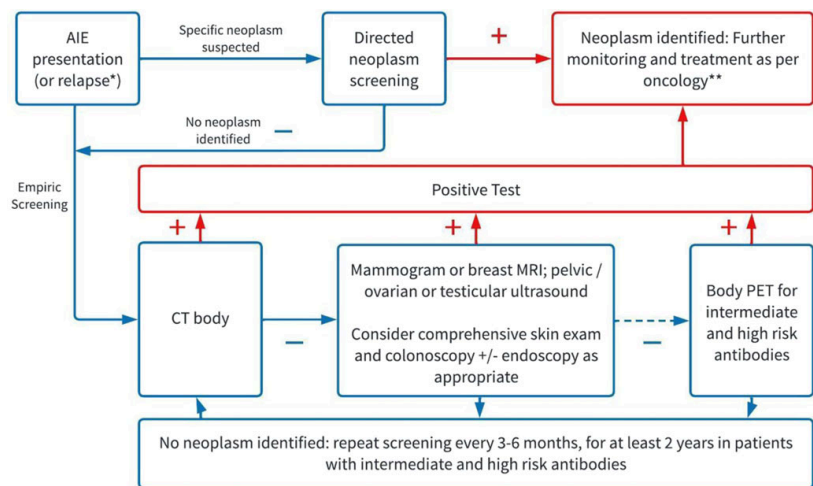 AIE
presentation
(or relapse*)
Specific neoplasm
suspected
Directed
neoplasm
screening
+
Neoplasm identified: Further
monitoring and treatment as per
oncology**
No neoplasm
identified
−
Empiric
Screening
Positive Test
+
+
+
CT body
−
Mammogram or breast MRI; pelvic /
ovarian or testicular ultrasound
Consider comprehensive skin exam
and colonoscopy +/- endoscopy as
appropriate
−
Body PET for
intermediate
and high risk
antibodies
No neoplasm identified: repeat screening every 3-6 months, for at least 2 years in patients
with intermediate and high risk antibodies